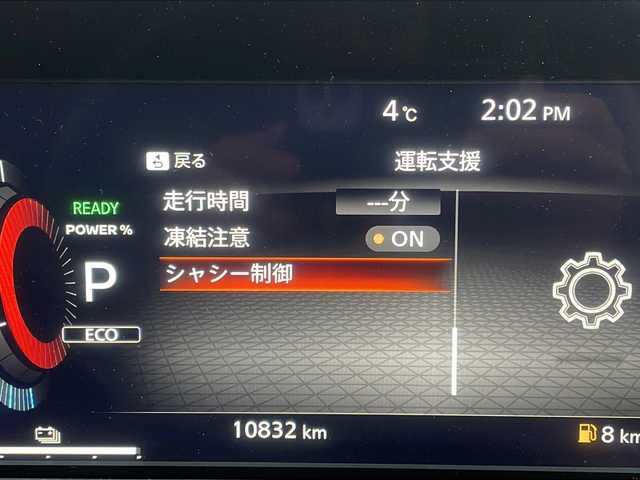 4℃ 2:02 PM
戻る 運転支援
走行時間 ---分
READY
POWER %
凍結注意 ON
P シャシー制御
ECO
10832 km 8 km